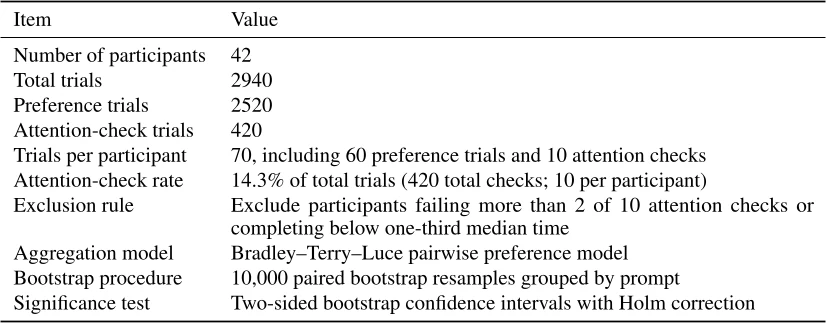 Item Value
Number of participants 42
Total trials 2940
Preference trials 2520
Attention-check trials 420
Trials per participant 70, including 60 preference trials and 10 attention checks
Attention-check rate 14.3% of total trials (420 total checks; 10 per participant)
Exclusion rule Exclude participants failing more than 2 of 10 attention checks or
completing below one-third median time
Aggregation model Bradley–Terry–Luce pairwise preference model
Bootstrap procedure 10,000 paired bootstrap resamples grouped by prompt
Significance test Two-sided bootstrap confidence intervals with Holm correction